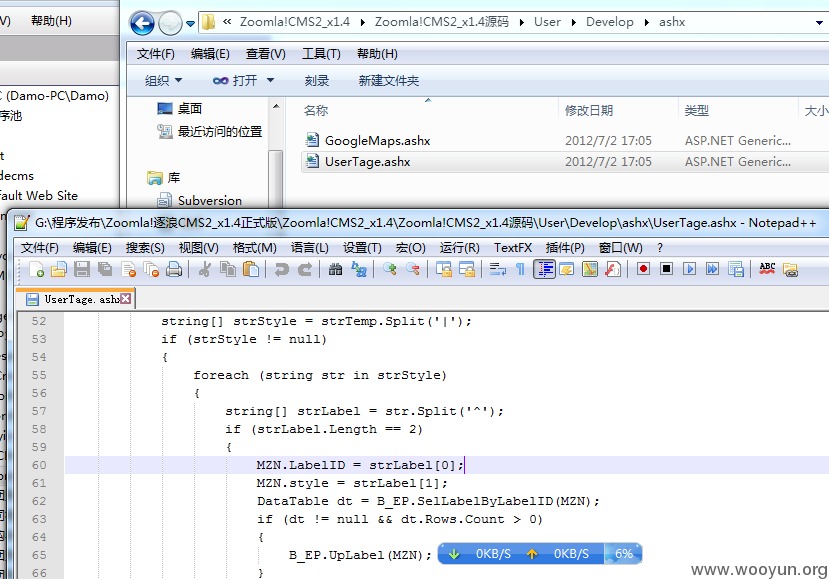 V)
帮助(H)
« Zoomla!CMS2_x1.4 Zoomla!CMS2_x1.4源码 User Develop ashx
文件(F) 编辑(E) 查看(V) 工具(T) 帮助(H)
组织 打开 刻录 新建文件夹
C (Damo-PC\Damo)
序池
t
decms
fault Web Site
桌面
最近访问的位置
库
Subversion
名称 修改日期 类型 大小
GoogleMaps.ashx 2012/7/2 17:05 ASP.NET Generic...
UserTage.ashx 2012/7/2 17:05 ASP.NET Generic...
G:\程序发布\Zoomla!逐浪CMS2_x1.4正式版\Zoomla!CMS2_x1.4\Zoomla!CMS2_x1.4源码\User\Develop\ashx\UserTage.ashx - Notepad++
文件(F) 编辑(E) 搜索(S) 视图(V) 格式(M) 语言(L) 设置(T) 宏(O) 运行(R) TextFX 插件(P) 窗口(W) ?
ABC
UserTage.ashx
52 string[] strStyle = strTemp.Split('|');
53 if (strStyle != null)
54 {
55 foreach (string str in strStyle)
56 {
57 string[] strLabel = str.Split('^');
58 if (strLabel.Length == 2)
59 {
60 MZN.LabelID = strLabel[0];
61 MZN.style = strLabel[1];
62 DataTable dt = B_EP.SelLabelByLabelID(MZN);
63 if (dt != null && dt.Rows.Count > 0)
64 {
65 B_EP.UpLabel(MZN);
66 }
0KB/S 0KB/S 6%
www.wooyun.org